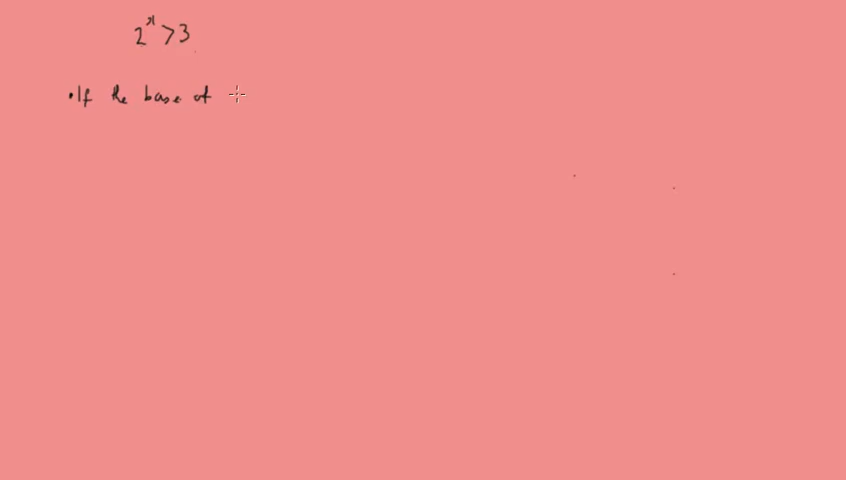 2^x > 3
•If the base of